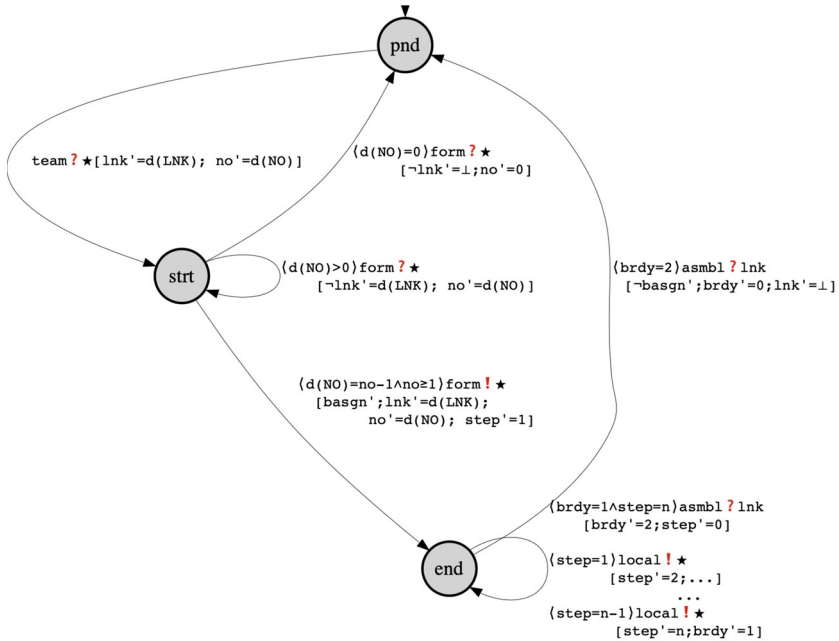 pnd
team?★[lnk'=d(LNK); no'=d(NO)]
⟨d(NO)=0⟩form?★
[¬lnk'=⊥;no'=0]
strt
⟨d(NO)>0⟩form?★
[¬lnk'=d(LNK); no'=d(NO)]
⟨brdy=2⟩asmbl?lnk
[¬basgn';brdy'=0;lnk'=⊥]
⟨d(NO)=no-1∧no≥1⟩form!★
[basgn';lnk'=d(LNK);
no'=d(NO); step'=1]
⟨brdy=1∧step=n⟩asmbl?lnk
[brdy'=2;step'=0]
end
⟨step=1⟩local!★
[step'=2;...]
...
⟨step=n-1⟩local!★
[step'=n;brdy'=1]